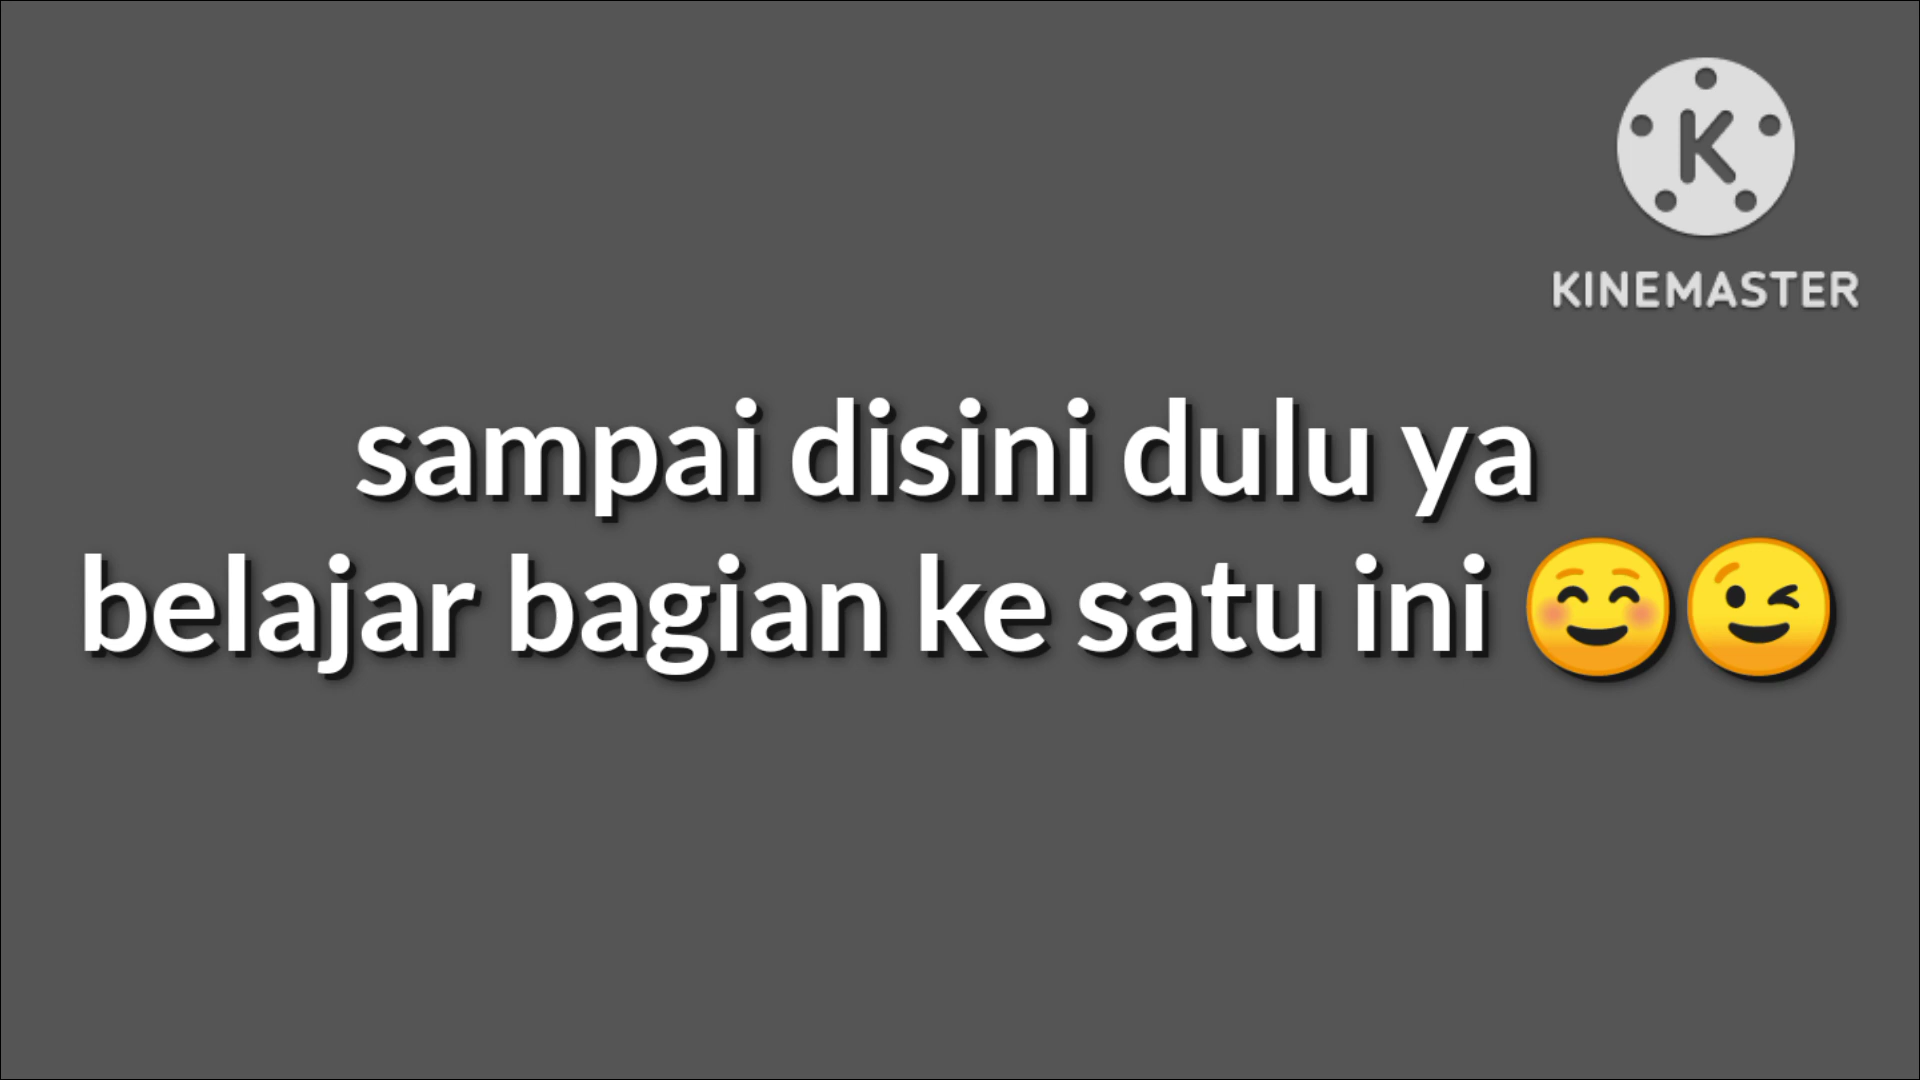 K
KINEMASTER
sampai disini dulu ya
belajar bagian ke satu ini ☺️😉